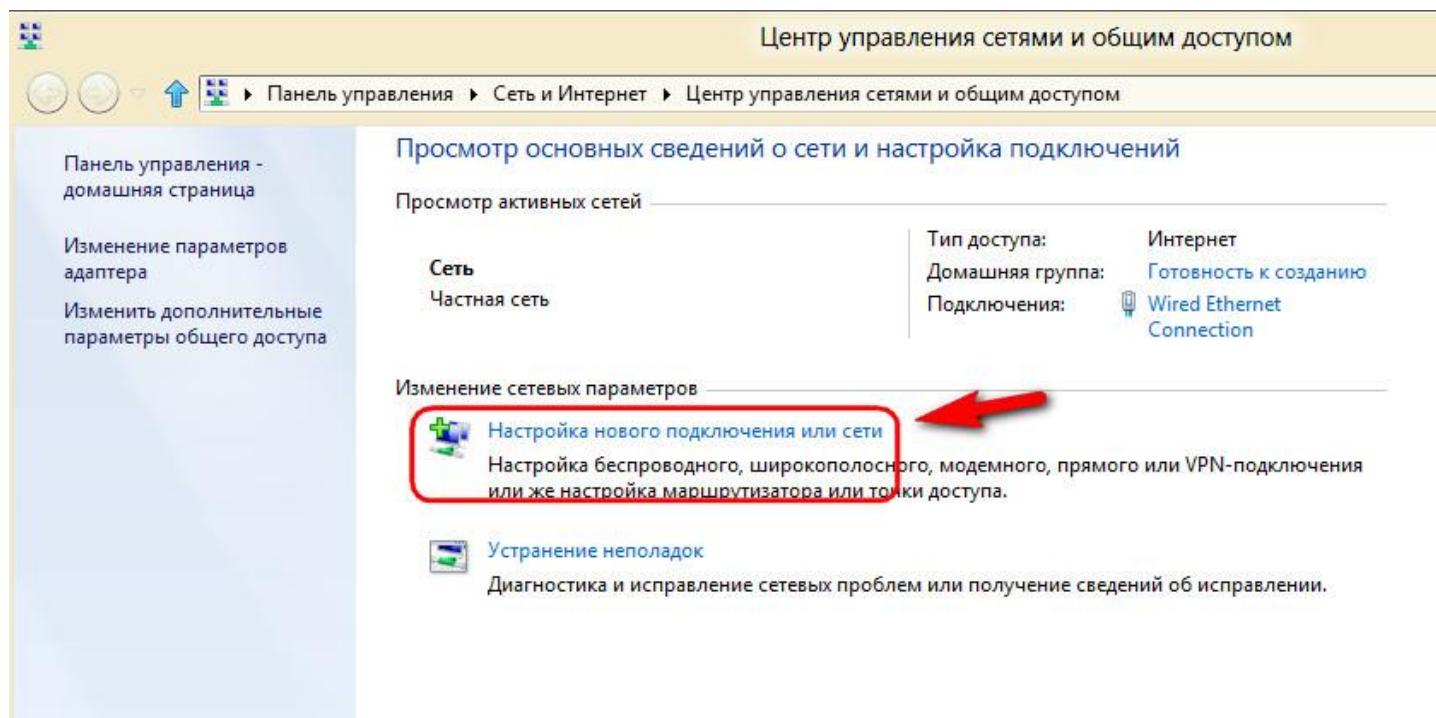 Центр управления сетями и общим доступом
Панель управления ▸ Сеть и Интернет ▸ Центр управления сетями и общим доступом
Панель управления -
домашняя страница
Изменение параметров
адаптера
Изменить дополнительные
параметры общего доступа
Просмотр основных сведений о сети и настройка подключений
Просмотр активных сетей
Сеть
Частная сеть
Тип доступа: Интернет
Домашняя группа: Готовность к созданию
Подключения: Wired Ethernet
Connection
Изменение сетевых параметров
Настройка нового подключения или сети
Настройка беспроводного, широкополосного, модемного, прямого или VPN-подключения
или же настройка маршрутизатора или точки доступа.
Устранение неполадок
Диагностика и исправление сетевых проблем или получение сведений об исправлении.